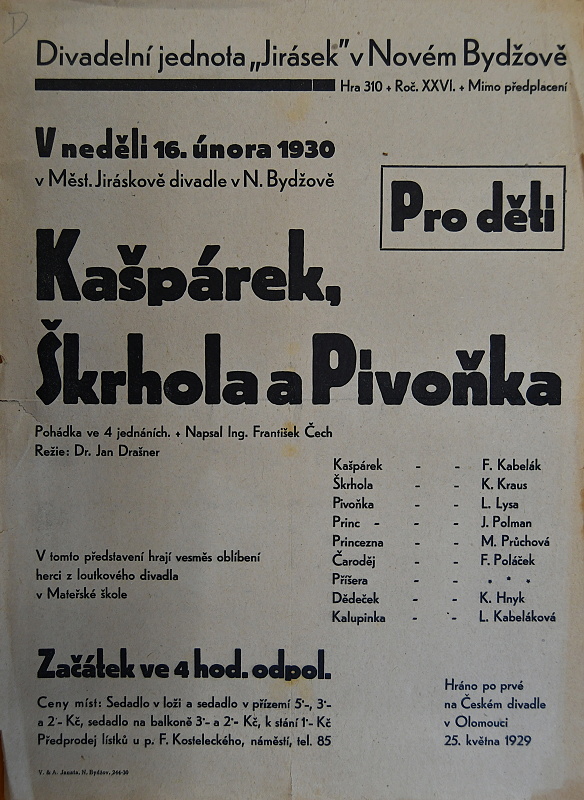 D
Divadelní jednota „Jirásek" v Novém Bydžově
Hra 310 + Roč. XXVI. + Mimo předplacení
V neděli 16. února 1930
v Měst. Jiráskově divadle v N. Bydžově
Pro děti
Kašpárek,
Škrhola a Pivoňka
Pohádka ve 4 jednáních. + Napsal Ing. František Čech
Režie: Dr. Jan Drašner
Kašpárek - - F. Kabelák
Škrhola - - K. Kraus
Pivoňka - - L. Lysa
Princ - - - J. Polman
Princezna - - M. Průchová
Čaroděj - - F. Poláček
Příšera - - * * *
Dědeček - - K. Hnyk
Kalupinka - - L. Kabeláková
V tomto představení hrají vesměs oblíbení
herci z loutkového divadla
v Mateřské škole
Začátek ve 4 hod. odpol.
Ceny míst: Sedadlo v loži a sedadlo v přízemí 5'-, 3'-
a 2'- Kč, sedadlo na balkoně 3'- a 2'- Kč, k stání 1'- Kč
Předprodej lístků u p. F. Kosteleckého, náměstí, tel. 85
Hráno po prvé
na Českém divadle
v Olomouci
25. května 1929
V. & A. Janata, N. Bydžov, 244-30